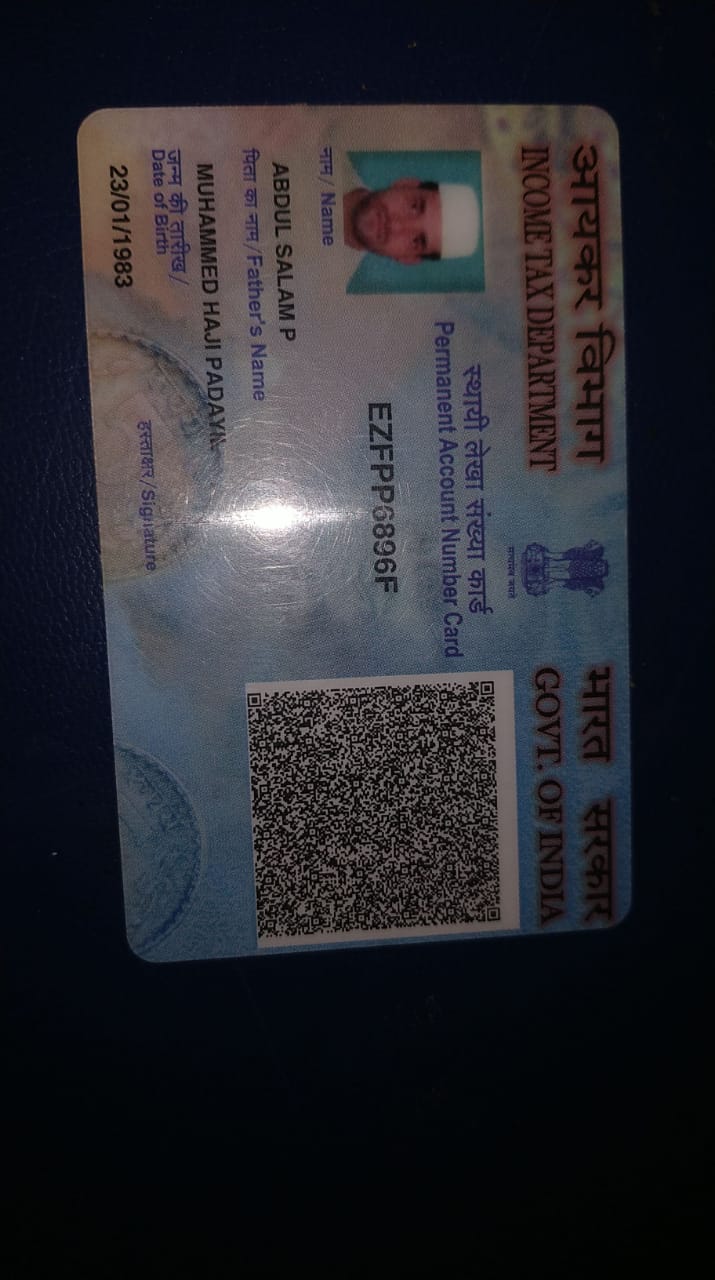 आयकर विभाग
INCOME TAX DEPARTMENT
भारत सरकार
GOVT. OF INDIA
सत्यमेव जयते
स्थायी लेखा संख्या कार्ड
Permanent Account Number Card
EZFPP6896F
नाम / Name
ABDUL SALAM P
पिता का नाम / Father's Name
MUHAMMED HAJI
जन्म की तारीख /
Date of Birth
23/01/1983
हस्ताक्षर / Signature